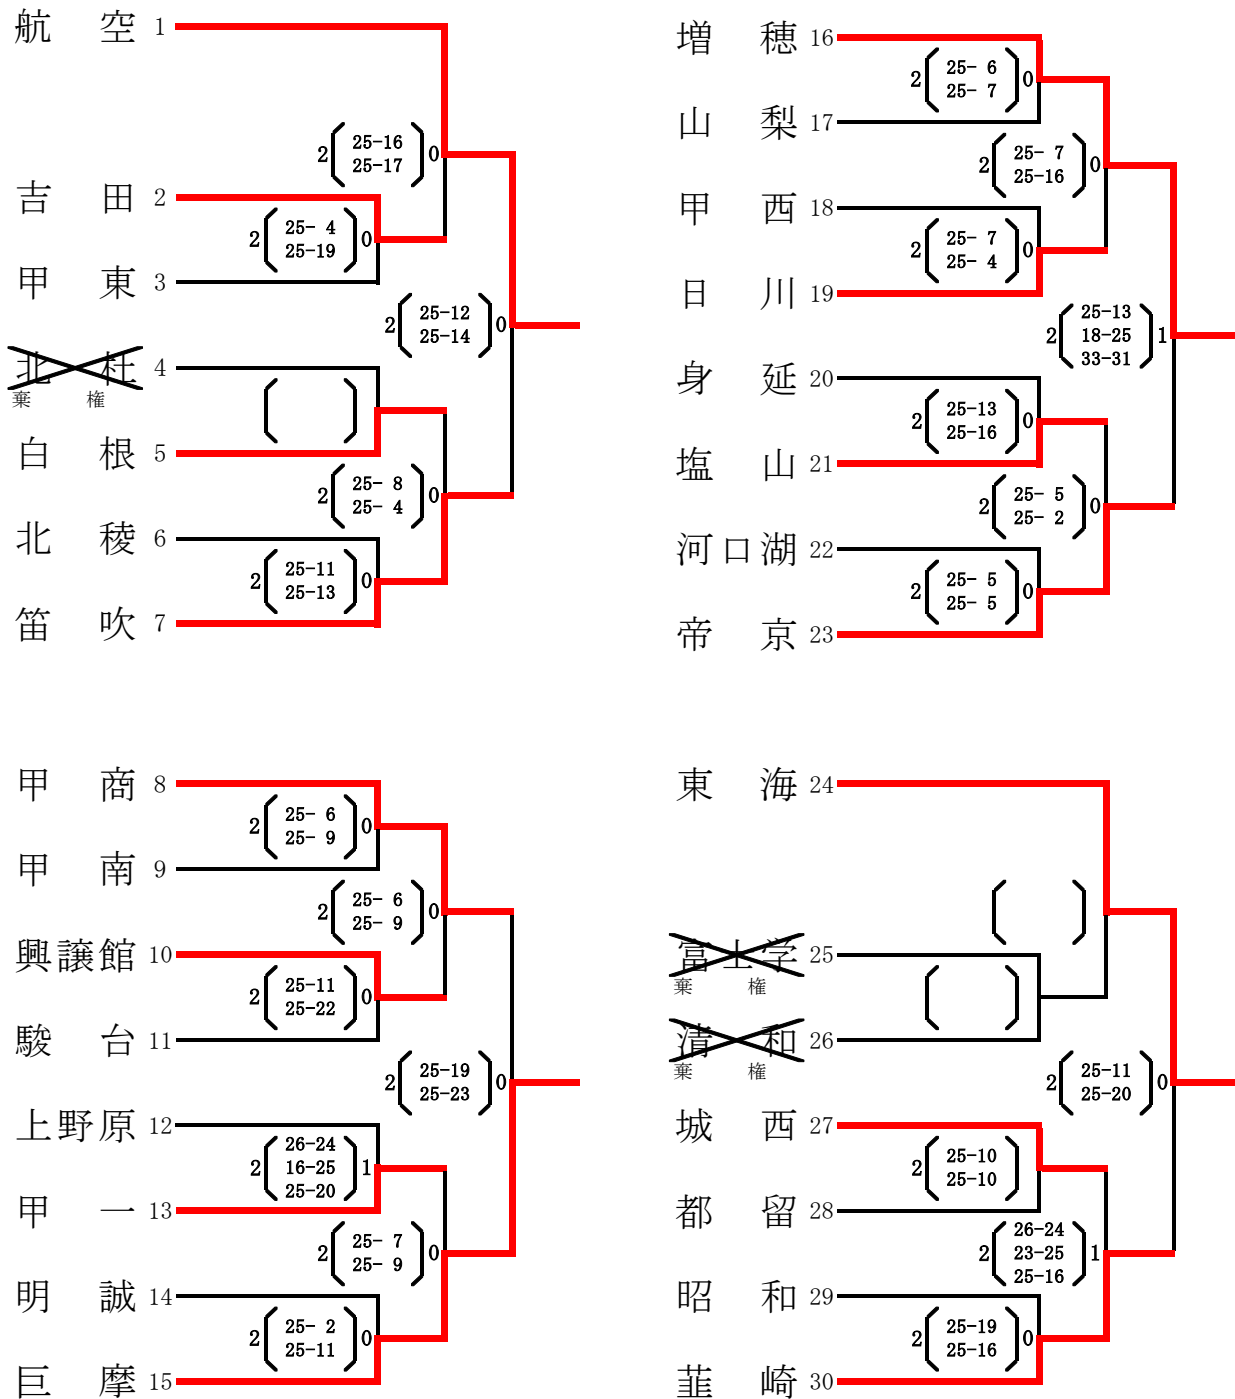 航空 1
2 25-16 0
25-17
吉田 2
2 25- 4 0
25-19
甲東 3
2 25-12 0
25-14
北杜 4
棄権
白根 5
2 25- 8 0
25- 4
北稜 6
2 25-11 0
25-13
笛吹 7
甲商 8
2 25- 6 0
25- 9
甲南 9
2 25- 6 0
25- 9
興譲館 10
2 25-11 0
25-22
駿台 11
2 25-19 0
25-23
上野原 12
26-24
2 16-25 1
25-20
甲一 13
2 25- 7 0
25- 9
明誠 14
2 25- 2 0
25-11
巨摩 15
増穂 16
2 25- 6 0
25- 7
山梨 17
2 25- 7 0
25-16
甲西 18
2 25- 7 0
25- 4
日川 19
25-13
2 18-25 1
33-31
身延 20
2 25-13 0
25-16
塩山 21
2 25- 5 0
25- 2
河口湖 22
2 25- 5 0
25- 5
帝京 23
東海 24
富士学 25
棄権
清和 26
棄権
2 25-11 0
25-20
城西 27
2 25-10 0
25-10
都留 28
26-24
2 23-25 1
25-16
昭和 29
2 25-19 0
25-16
韮崎 30